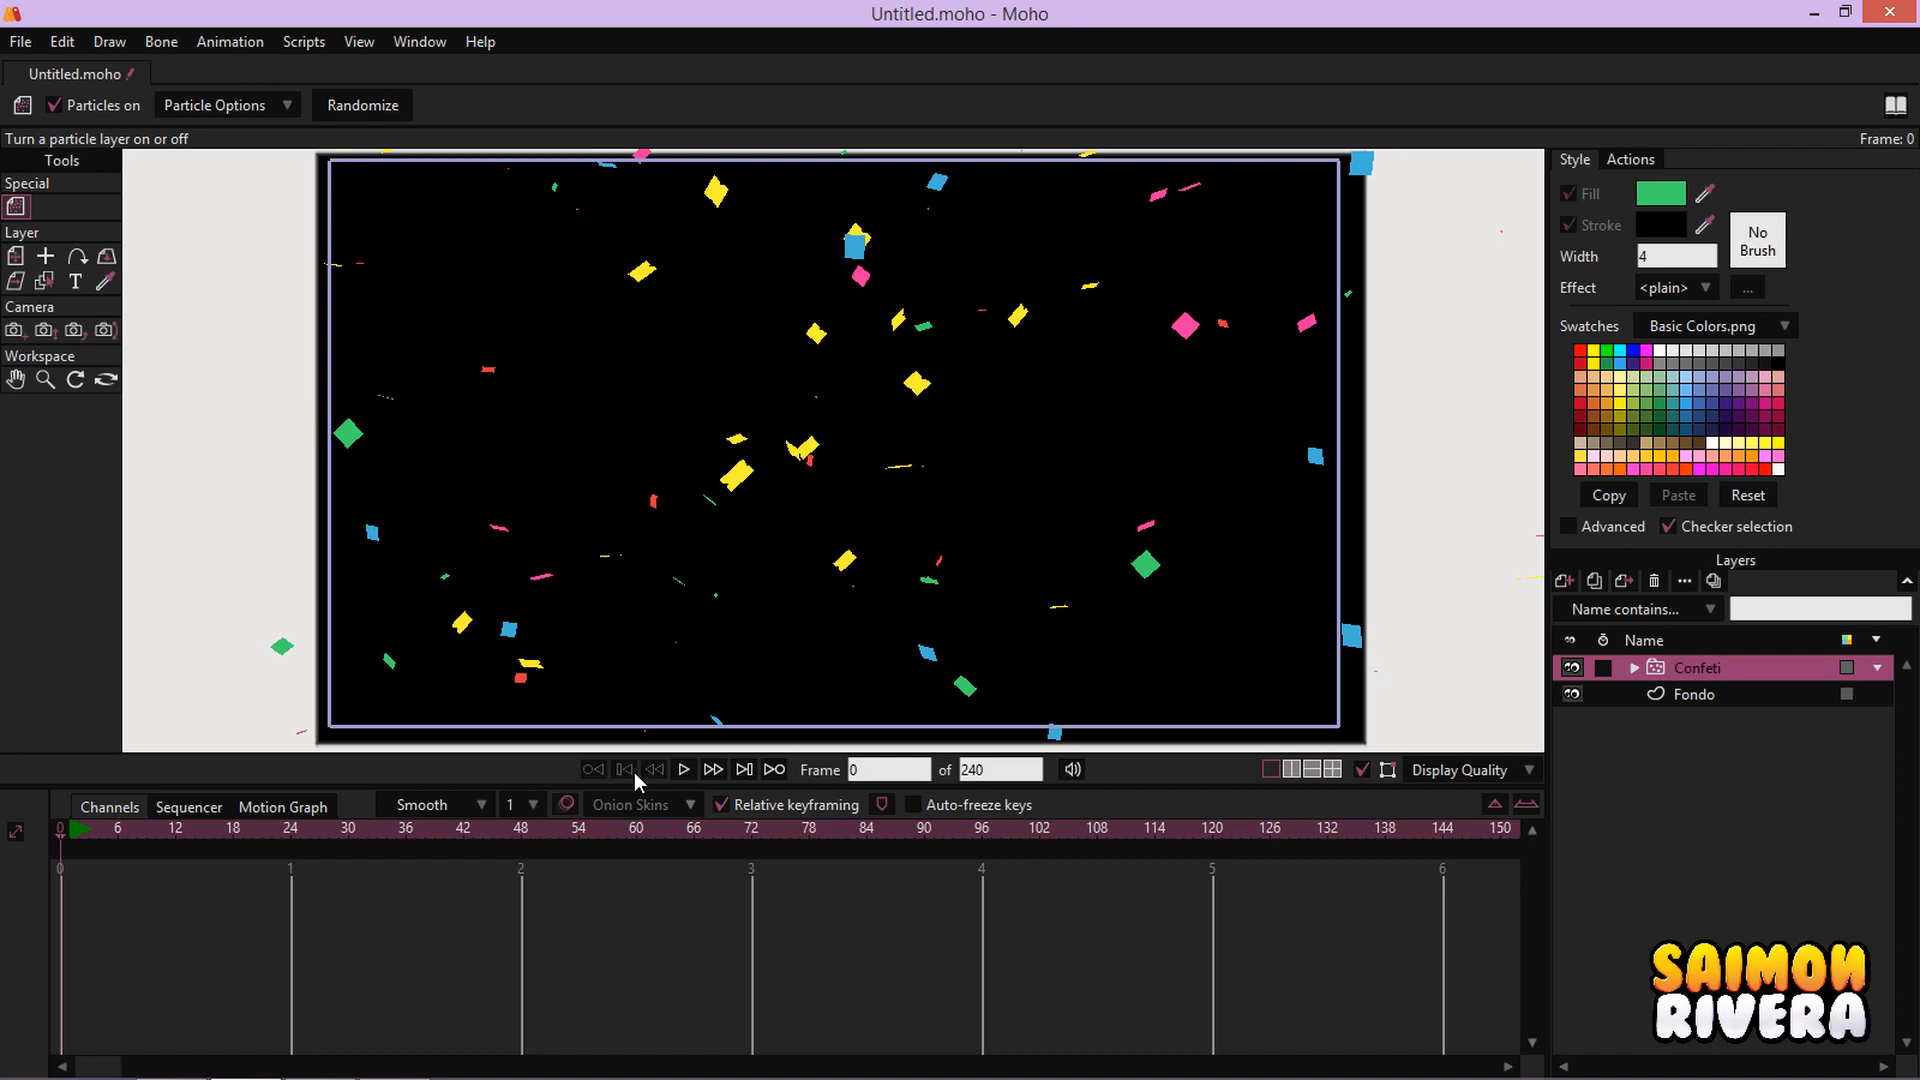 Untitled.moho - Moho
File Edit Draw Bone Animation Scripts View Window Help
Untitled.moho
Particles on Particle Options Randomize
Turn a particle layer on or off Frame: 0
Tools
Special
Layer
T
Camera
Workspace
Style Actions
Fill
Stroke
No
Brush
Width 4
Effect <plain> ...
Swatches Basic Colors.png
Copy Paste Reset
Advanced Checker selection
Layers
Name contains...
Name
Confeti
Fondo
Frame 0 of 240 Display Quality
Channels Sequencer Motion Graph Smooth 1 Onion Skins Relative keyframing Auto-freeze keys
0 6 12 18 24 30 36 42 48 54 60 66 72 78 84 90 96 102 108 114 120 126 132 138 144 150
0 1 2 3 4 5 6
SAIMON
RIVERA